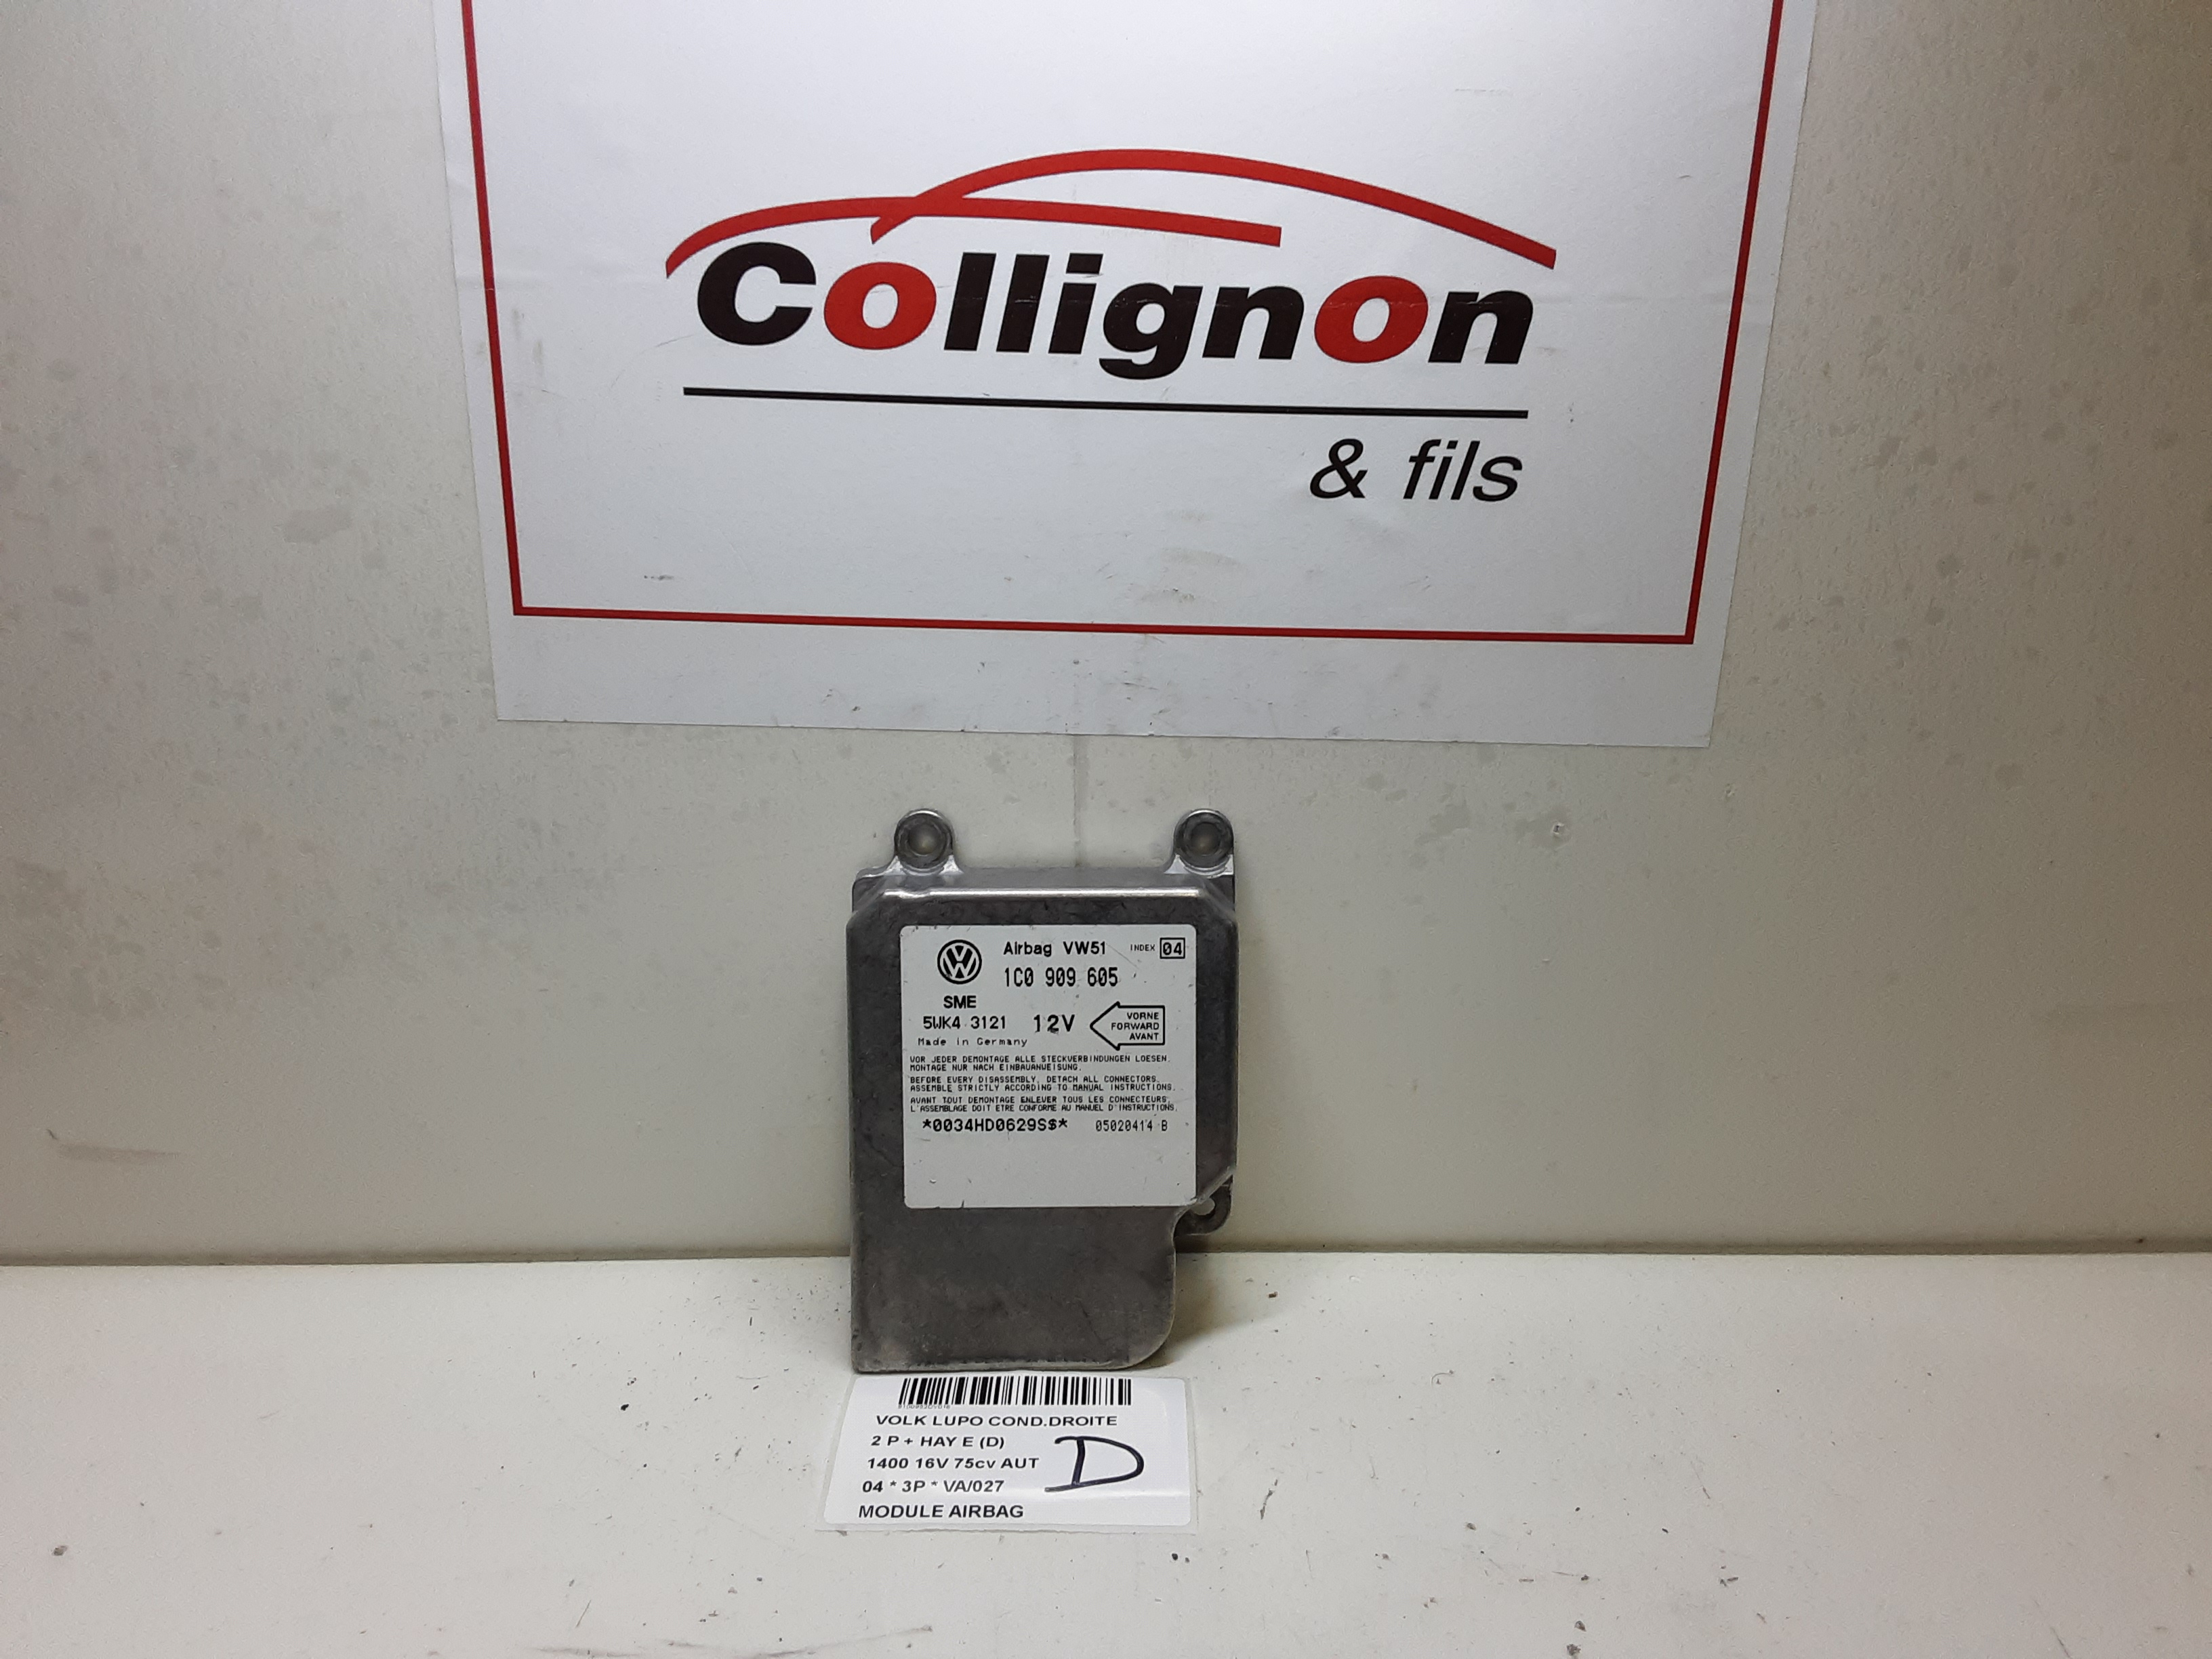 Collignon
& fils
Airbag VW51 INDEX 04
1C0 909 605
SME
5WK4 3121 12V
VORNE
FORWARD
AVANT
Made in Germany
VOR JEDER DEMONTAGE ALLE STECKVERBINDUNGEN LOESEN.
MONTAGE NUR NACH EINBAUANWEISUNG.
BEFORE EVERY DISASSEMBLY, DETACH ALL CONNECTORS.
ASSEMBLE STRICTLY ACCORDING TO MANUAL INSTRUCTIONS.
AVANT TOUT DEMONTAGE ENLEVER TOUS LES CONNECTEURS,
L'ASSEMBLAGE DOIT ETRE CONFORME AU MANUEL D'INSTRUCTIONS.
*0034HD0629S$* 05020414 B
VOLK LUPO COND.DROITE
2 P + HAY E (D)
1400 16V 75cv AUT
D
04 * 3P * VA/027
MODULE AIRBAG